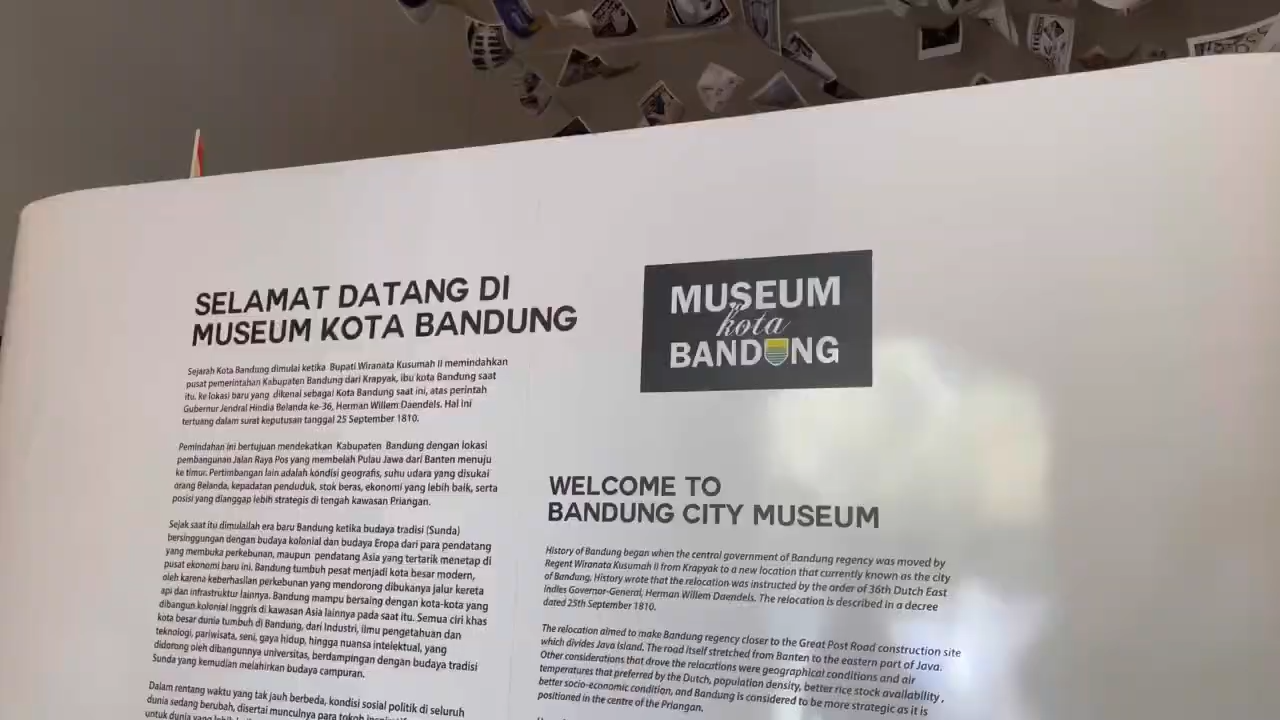 SELAMAT DATANG DI
MUSEUM KOTA BANDUNG
Sejarah Kota Bandung dimulai ketika Bupati Wiranata Kusumah II memindahkan
pusat pemerintahan Kabupaten Bandung dari Krapyak, ibu kota Bandung saat
itu, ke lokasi baru yang dikenal sebagai Kota Bandung saat ini, atas perintah
Gubernur Jendral Hindia Belanda ke-36, Herman Willem Daendels. Hal ini
tertuang dalam surat keputusan tanggal 25 September 1810.
Pemindahan ini bertujuan mendekatkan Kabupaten Bandung dengan lokasi
pembangunan Jalan Raya Pos yang membelah Pulau Jawa dari Banten menuju
ke timur. Pertimbangan lain adalah kondisi geografis, suhu udara yang disukai
orang Belanda, kepadatan penduduk, stok beras, ekonomi yang lebih baik, serta
posisi yang dianggap lebih strategis di tengah kawasan Priangan.
Sejak saat itu dimulailah era baru Bandung ketika budaya tradisi (Sunda)
bersinggungan dengan budaya kolonial dan budaya Eropa dari para pendatang
yang membuka perkebunan, maupun pendatang Asia yang tertarik menetap di
pusat ekonomi baru ini. Bandung tumbuh pesat menjadi kota besar modern,
oleh karena keberhasilan perkebunan yang mendorong dibukanya jalur kereta
api dan infrastruktur lainnya. Bandung mampu bersaing dengan kota-kota yang
dibangun kolonial Inggris di kawasan Asia lainnya pada saat itu. Semua ciri khas
kota besar dunia tumbuh di Bandung, dari Industri, ilmu pengetahuan dan
teknologi, pariwisata, seni, gaya hidup, hingga nuansa intelektual, yang
didorong oleh dibangunnya universitas, berdampingan dengan budaya tradisi
Sunda yang kemudian melahirkan budaya campuran.
Dalam rentang waktu yang tak jauh berbeda, kondisi sosial politik di seluruh
dunia sedang berubah, disertai munculnya para tokoh
untuk dunia yang lebih
MUSEUM
kota
BANDUNG
WELCOME TO
BANDUNG CITY MUSEUM
History of Bandung began when the central government of Bandung regency was moved by
Regent Wiranata Kusumah II from Krapyak to a new location that currently known as the city
of Bandung. History wrote that the relocation was instructed by the order of 36th Dutch East
Indies Governor-General, Herman Willem Daendels. The relocation is described in a decree
dated 25th September 1810.
The relocation aimed to make Bandung regency closer to the Great Post Road construction site
which divides Java Island. The road itself stretched from Banten to the eastern part of Java.
Other considerations that drove the relocations were geographical conditions and air
temperatures that preferred by the Dutch, population density, better rice stock availability ,
better socio-economic condition, and Bandung is considered to be more strategic as it is
positioned in the centre of the Priangan.